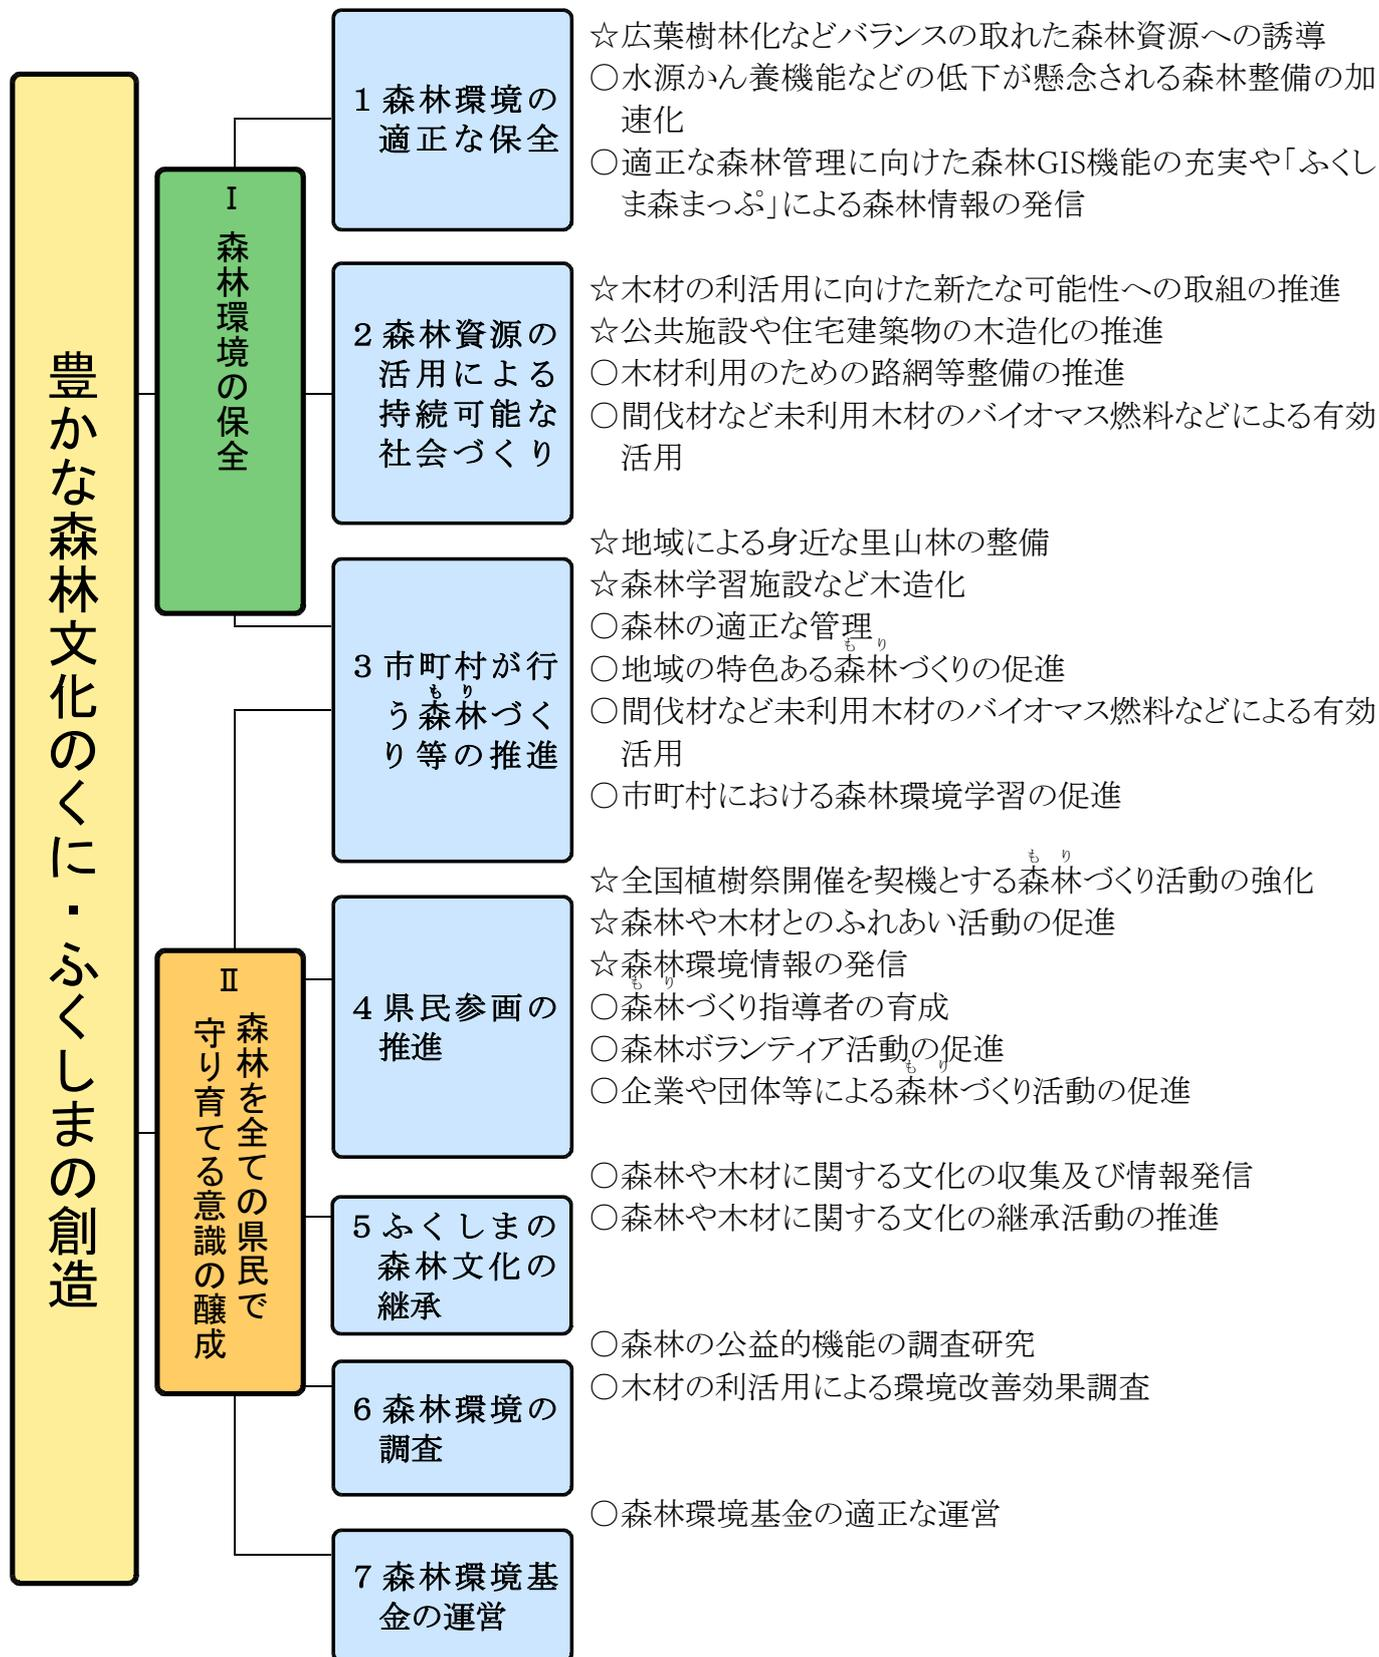 豊かな森林文化のくに・ふくしまの創造
Ⅰ 森林環境の保全
1 森林環境の
適正な保全
☆広葉樹林化などバランスの取れた森林資源への誘導
○水源かん養機能などの低下が懸念される森林整備の加
速化
○適正な森林管理に向けた森林GIS機能の充実や「ふくし
ま森まっぷ」による森林情報の発信
2 森林資源の
活用による
持続可能な
社会づくり
☆木材の利活用に向けた新たな可能性への取組の推進
☆公共施設や住宅建築物の木造化の推進
○木材利用のための路網等整備の推進
○間伐材など未利用木材のバイオマス燃料などによる有効
活用
3 市町村が行
もり
う森林づく
り等の推進
☆地域による身近な里山林の整備
☆森林学習施設など木造化
○森林の適正な管理
もり
○地域の特色ある森林づくりの促進
○間伐材など未利用木材のバイオマス燃料などによる有効
活用
○市町村における森林環境学習の促進
Ⅱ 森林を全ての県民で
守り育てる意識の醸成
4 県民参画の
推進
もり
☆全国植樹祭開催を契機とする森林づくり活動の強化
☆森林や木材とのふれあい活動の促進
☆森林環境情報の発信
もり
○森林づくり指導者の育成
○森林ボランティア活動の促進
もり
○企業や団体等による森林づくり活動の促進
5 ふくしまの
森林文化の
継承
○森林や木材に関する文化の収集及び情報発信
○森林や木材に関する文化の継承活動の推進
6 森林環境の
調査
○森林の公益的機能の調査研究
○木材の利活用による環境改善効果調査
7 森林環境基
金の運営
○森林環境基金の適正な運営